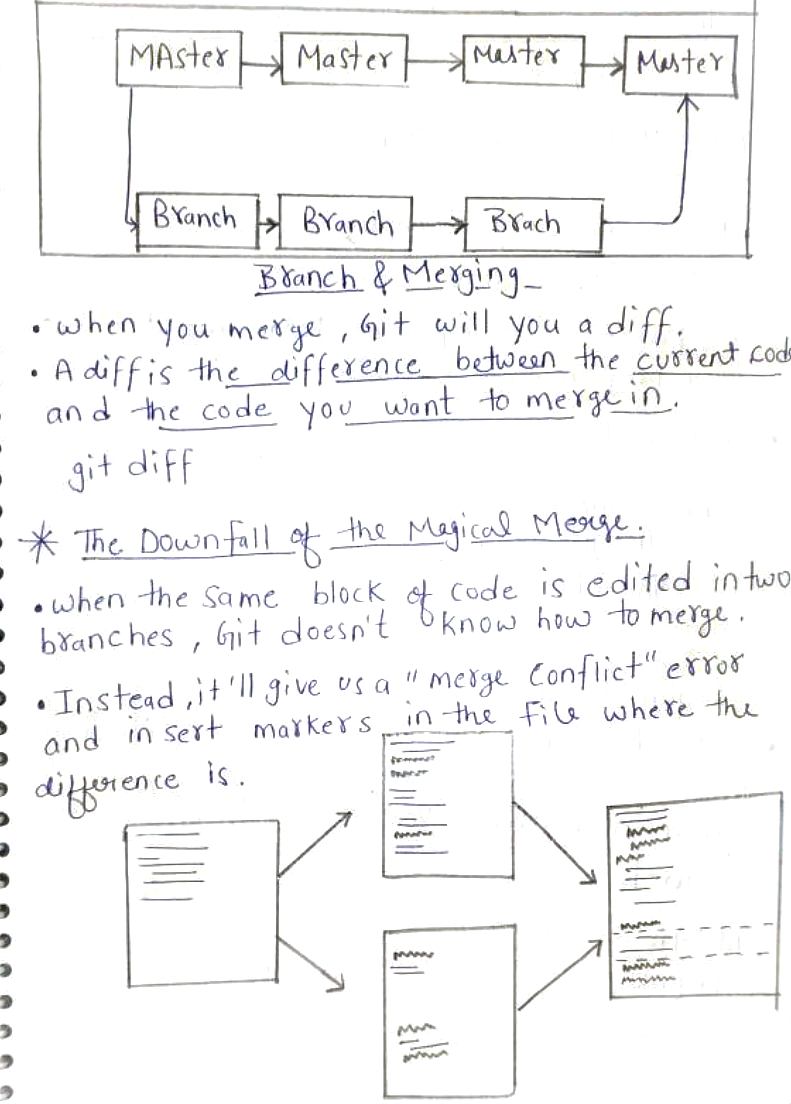 MAster Master Master Master
Branch Branch Brach
Branch & Merging
• when you merge, Git will you a diff.
• A diff is the difference between the current cod
and the code you want to merge in.
git diff
* The Downfall of the Magical Merge.
• when the same block of code is edited in two
branches, Git doesn't know how to merge.
• Instead, it'll give us a "merge conflict" error
and insert markers in the file where the
difference is.